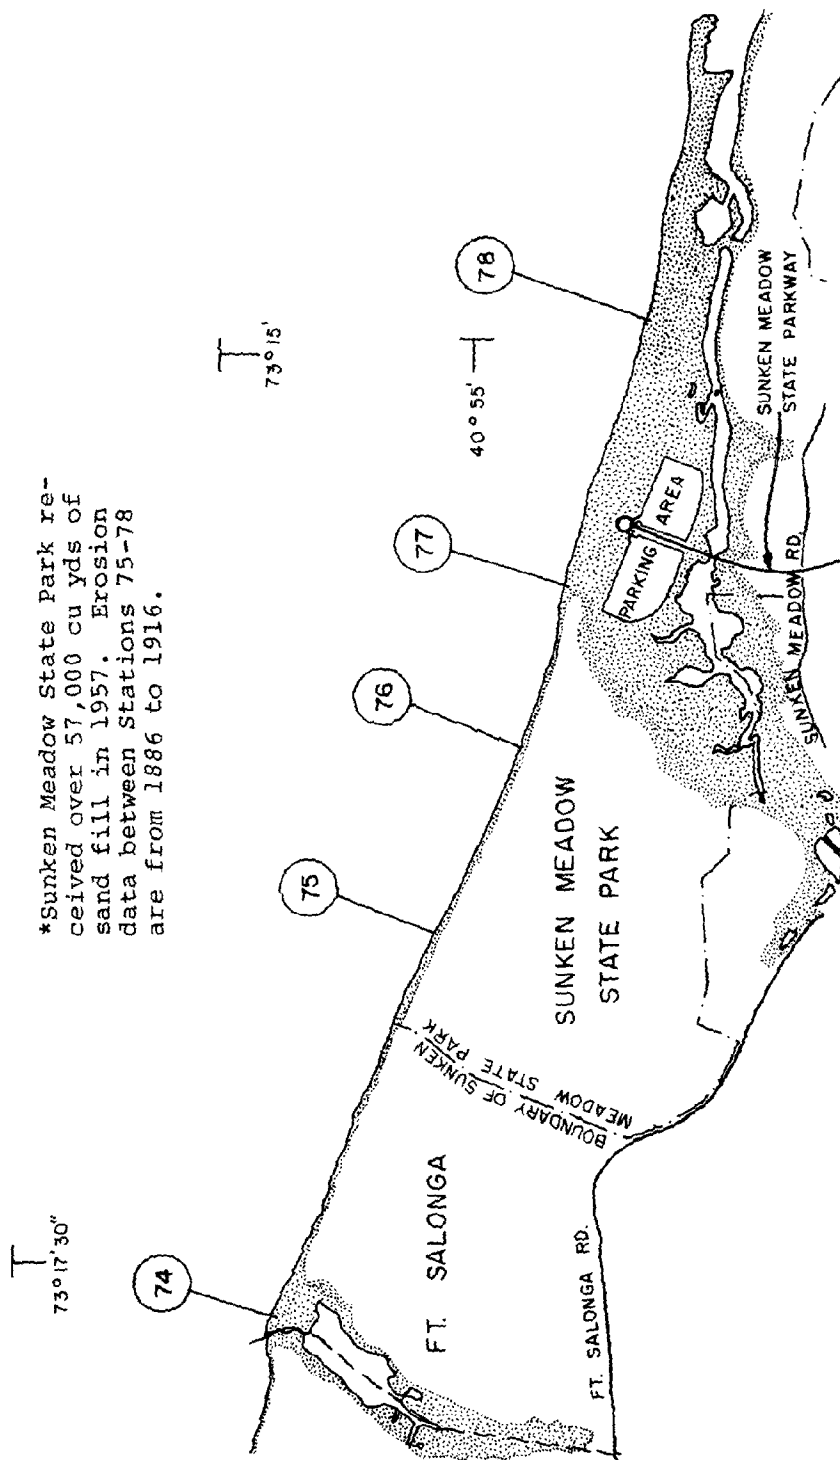 *Sunken Meadow State Park re-
ceived over 57,000 cu yds of
sand fill in 1957. Erosion
data between Stations 75-78
are from 1886 to 1916.
73°17'30"
73°15'
40°55'
74
75
76
77
78
FT. SALONGA
BOUNDARY OF SUNKEN
MEADOW STATE PARK
SUNKEN MEADOW
STATE PARK
PARKING AREA
FT. SALONGA RD.
SUNKEN MEADOW RD.
SUNKEN MEADOW
STATE PARKWAY